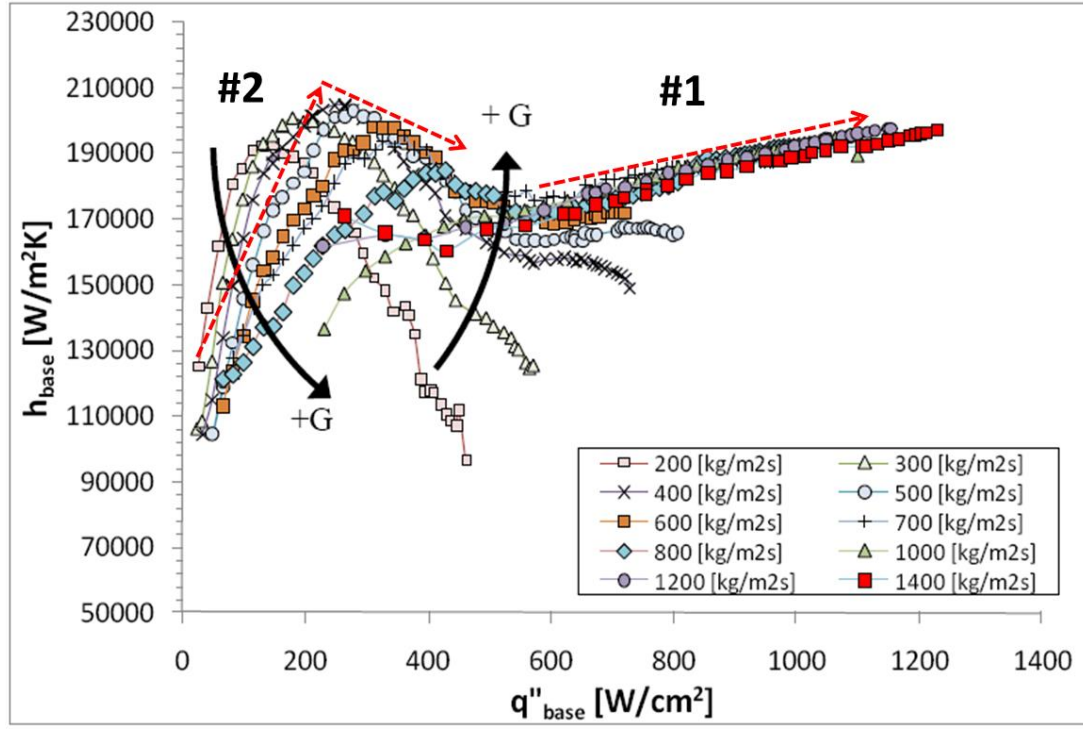 230000
210000
190000
170000
150000
130000
110000
90000
70000
50000
h_base [W/m²K]
#2
#1
+ G
+G
200 [kg/m2s]
300 [kg/m2s]
400 [kg/m2s]
500 [kg/m2s]
600 [kg/m2s]
700 [kg/m2s]
800 [kg/m2s]
1000 [kg/m2s]
1200 [kg/m2s]
1400 [kg/m2s]
0 200 400 600 800 1000 1200 1400
q"_base [W/cm²]